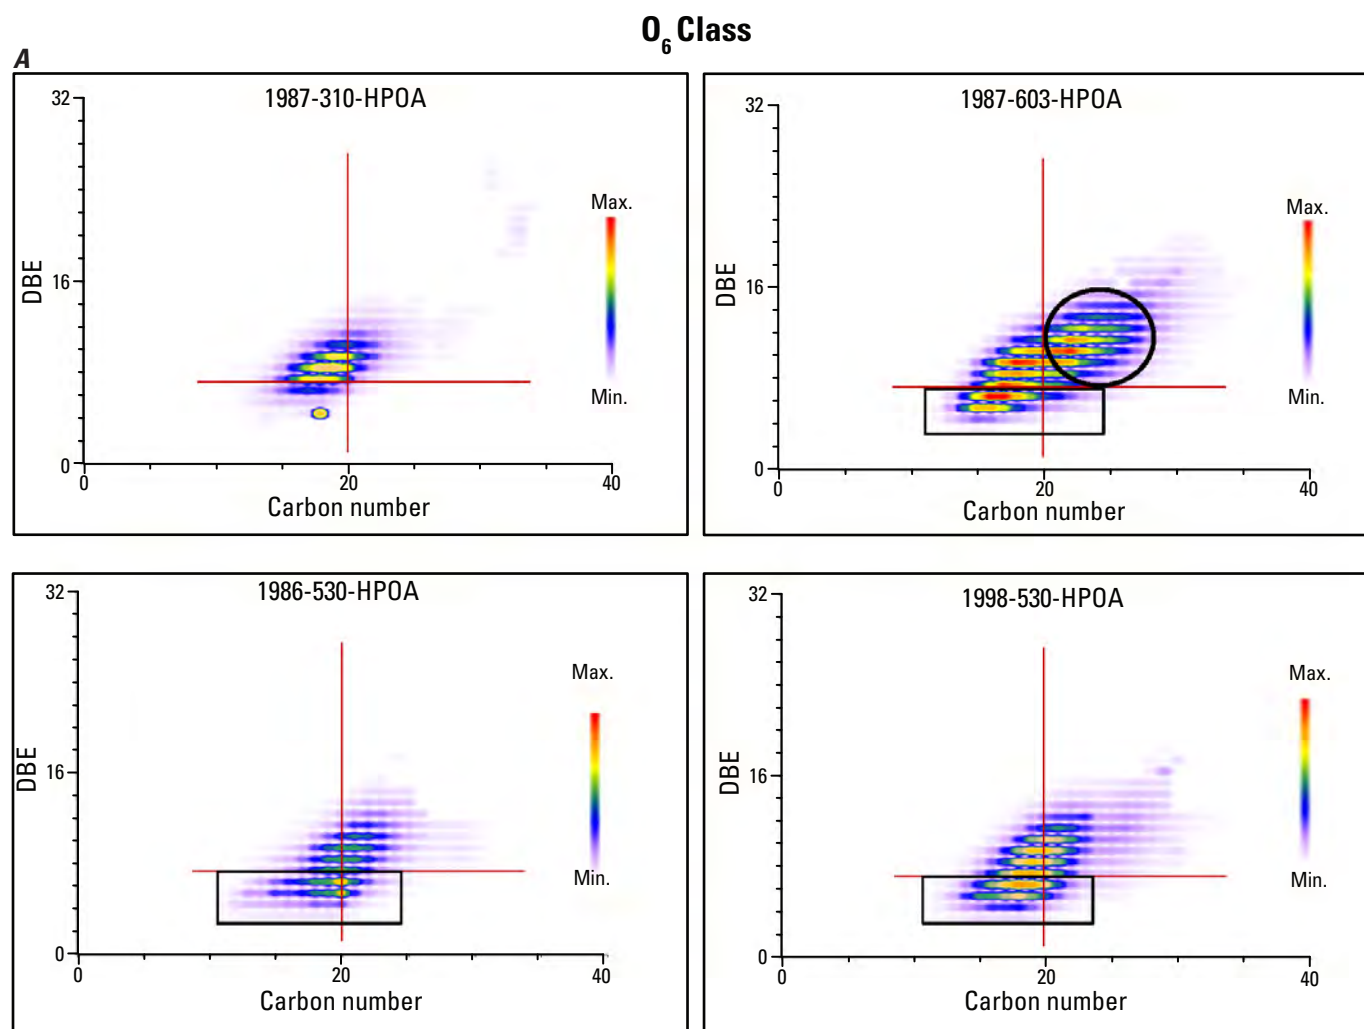 O6 Class
A
1987-310-HPOA
32
16
0
DBE
0
20
40
Carbon number
Max.
Min.
1987-603-HPOA
32
16
0
DBE
0
20
40
Carbon number
Max.
Min.
1986-530-HPOA
32
16
0
DBE
0
20
40
Carbon number
Max.
Min.
1998-530-HPOA
32
16
0
DBE
0
20
40
Carbon number
Max.
Min.